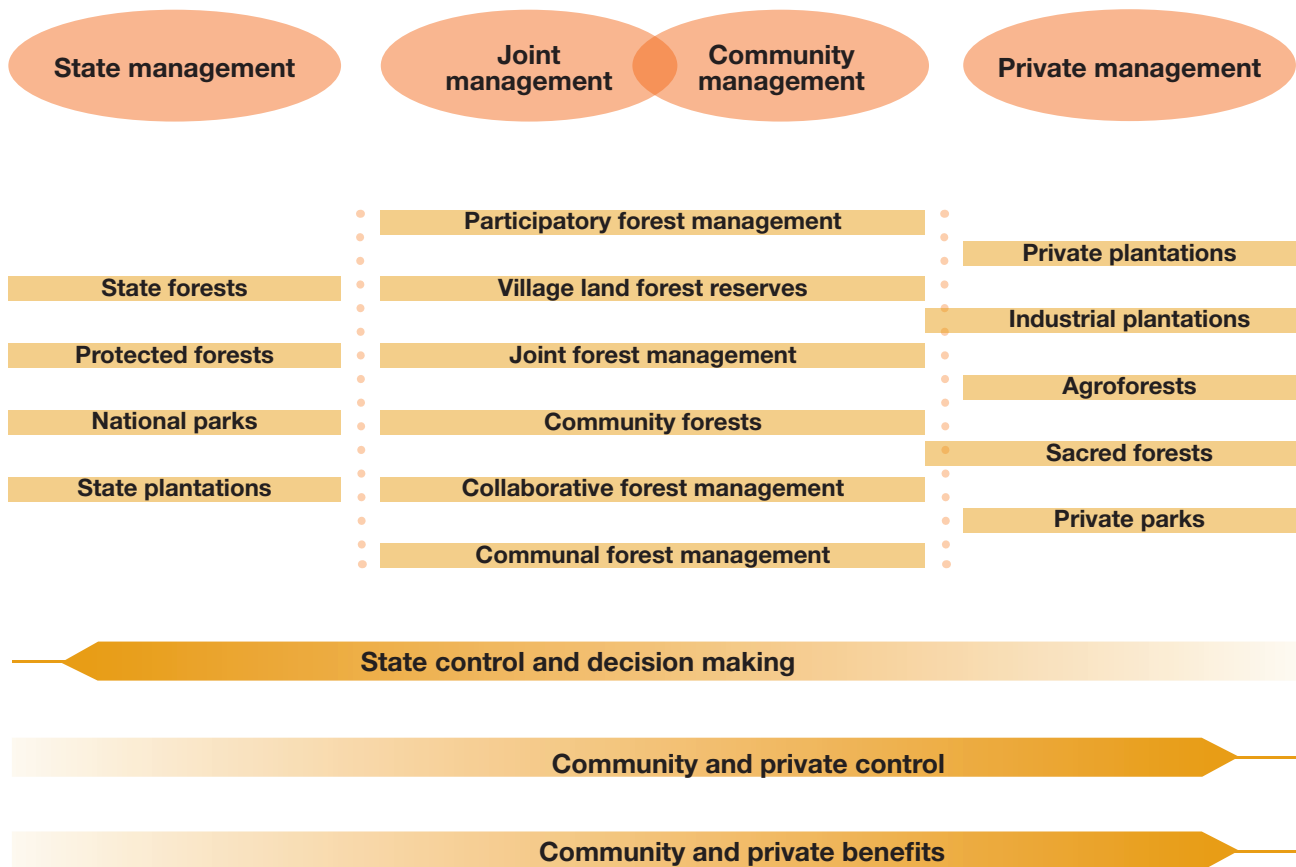 State management
Joint
management
Community
management
Private management
Participatory forest management
Village land forest reserves
Joint forest management
Community forests
Collaborative forest management
Communal forest management
State forests
Protected forests
National parks
State plantations
Private plantations
Industrial plantations
Agroforests
Sacred forests
Private parks
State control and decision making
Community and private control
Community and private benefits